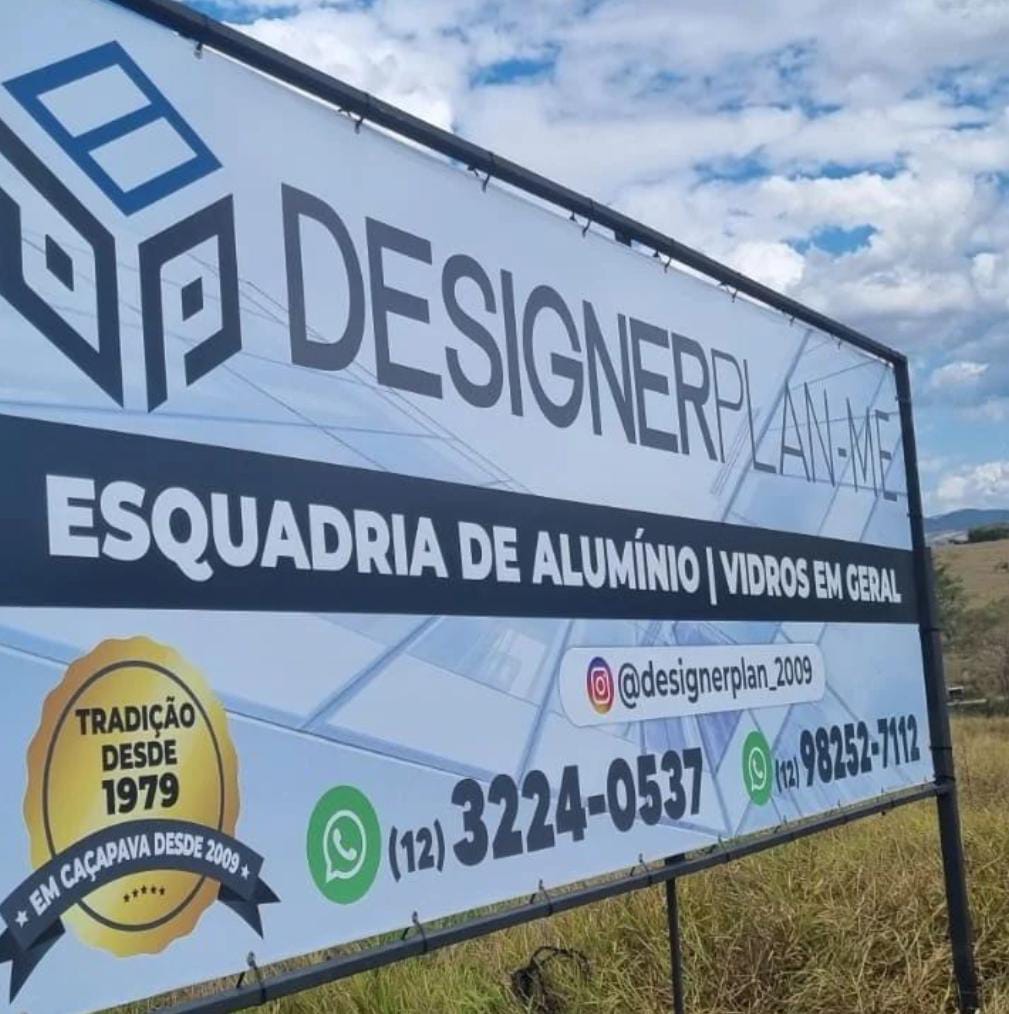 DESIGNERPLAN-ME
ESQUADRIA DE ALUMÍNIO | VIDROS EM GERAL
@designerplan_2009
TRADIÇÃO
DESDE
1979
EM CAÇAPAVA DESDE 2009
(12) 3224-0537
(12) 98252-7112